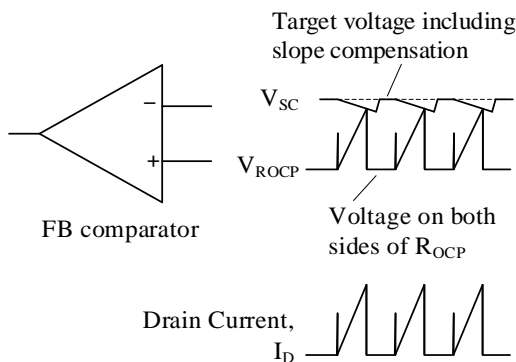 Target voltage including
slope compensation
V_SC
−
+
V_ROCP
Voltage on both
sides of R_OCP
FB comparator
Drain Current,
I_D